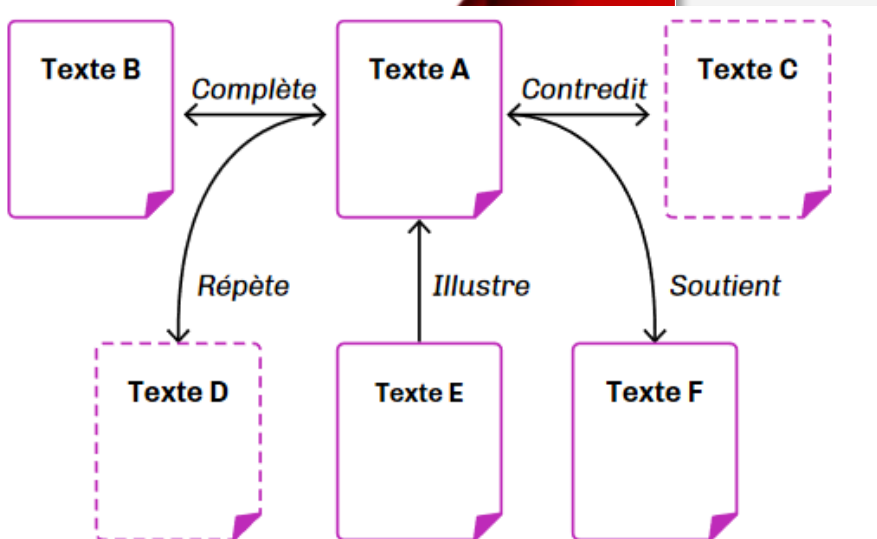 Texte B
Texte A
Texte C
Complète
Contredit
Répète
Illustre
Soutient
Texte D
Texte E
Texte F